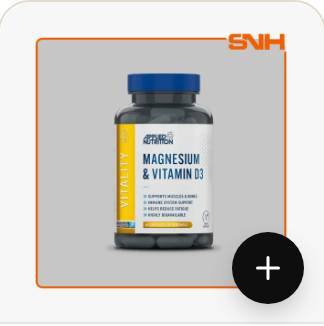 SNH
APPLIED
NUTRITION
VITALITY
MAGNESIUM
& VITAMIN D3
SUPPORTS MUSCLES & BONES
IMMUNE SYSTEM SUPPORT
HELPS REDUCE FATIGUE
HIGHLY BIOAVAILABLE